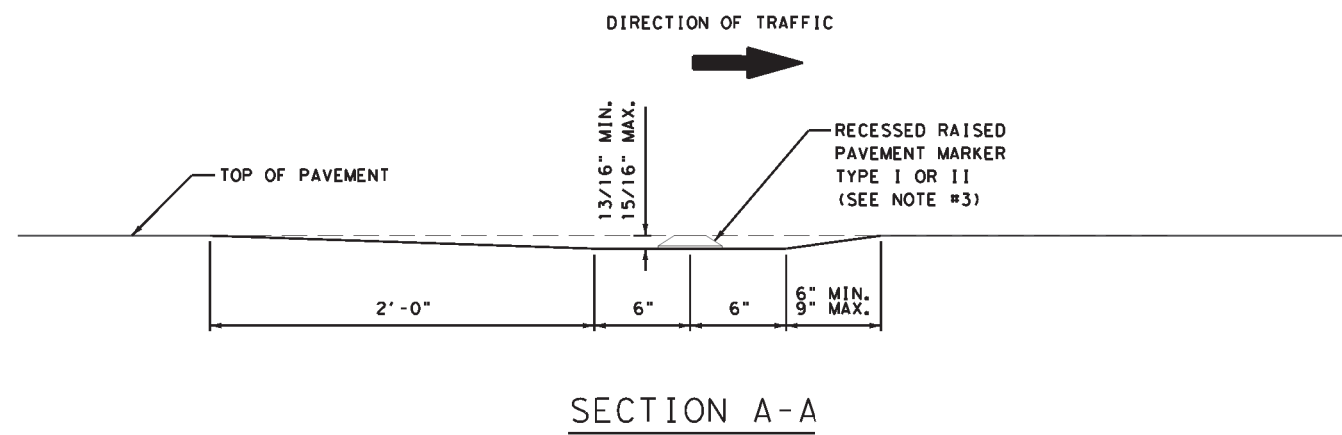 DIRECTION OF TRAFFIC
13/16" MIN.
15/16" MAX.
RECESSED RAISED
PAVEMENT MARKER
TYPE I OR II
(SEE NOTE #3)
TOP OF PAVEMENT
2'-0"
6"
6"
6" MIN.
9" MAX.
SECTION A-A